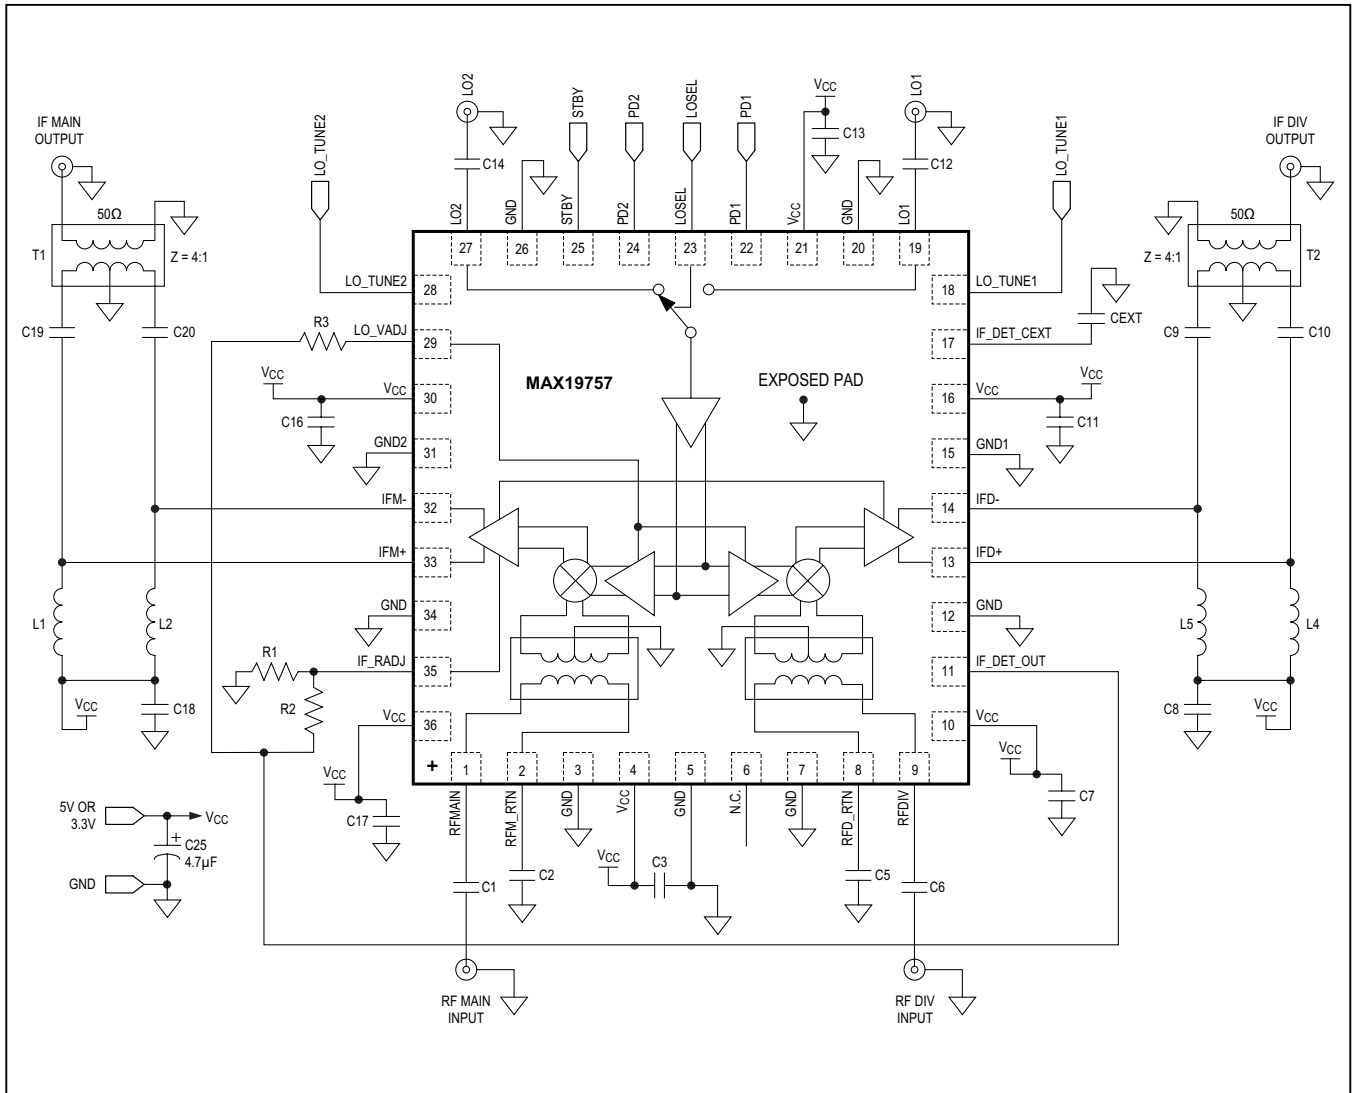 LO2
STBY
PD2
LOSEL
PD1
VCC
LO1
IF MAIN
OUTPUT
LO_TUNE2
C14
C13
C12
LO_TUNE1
IF DIV
OUTPUT
LO2
GND
STBY
PD2
LOSEL
PD1
VCC
GND
LO1
50Ω
T1
Z = 4:1
50Ω
Z = 4:1
T2
27
26
25
24
23
22
21
20
19
LO_TUNE2
28
18
LO_TUNE1
C19
C20
R3
LO_VADJ
29
17
IF_DET_CEXT
CEXT
C9
C10
MAX19757
EXPOSED PAD
VCC
VCC
30
C16
16
VCC
VCC
C11
GND2
31
15
GND1
IFM-
32
14
IFD-
IFM+
33
13
IFD+
GND
34
12
GND
L1
L2
L5
L4
R1
IF_RADJ
35
11
IF_DET_OUT
R2
VCC
C18
VCC
36
10
VCC
C8
VCC
+
1
2
3
4
5
6
7
8
9
VCC
C17
VCC
C7
5V OR
3.3V
VCC
+
C25
4.7µF
GND
RFMAIN
RFM_RTN
GND
VCC
GND
N.C.
GND
RFD_RTN
RFDIV
C1
C2
VCC
C3
C5
C6
RF MAIN
INPUT
RF DIV
INPUT